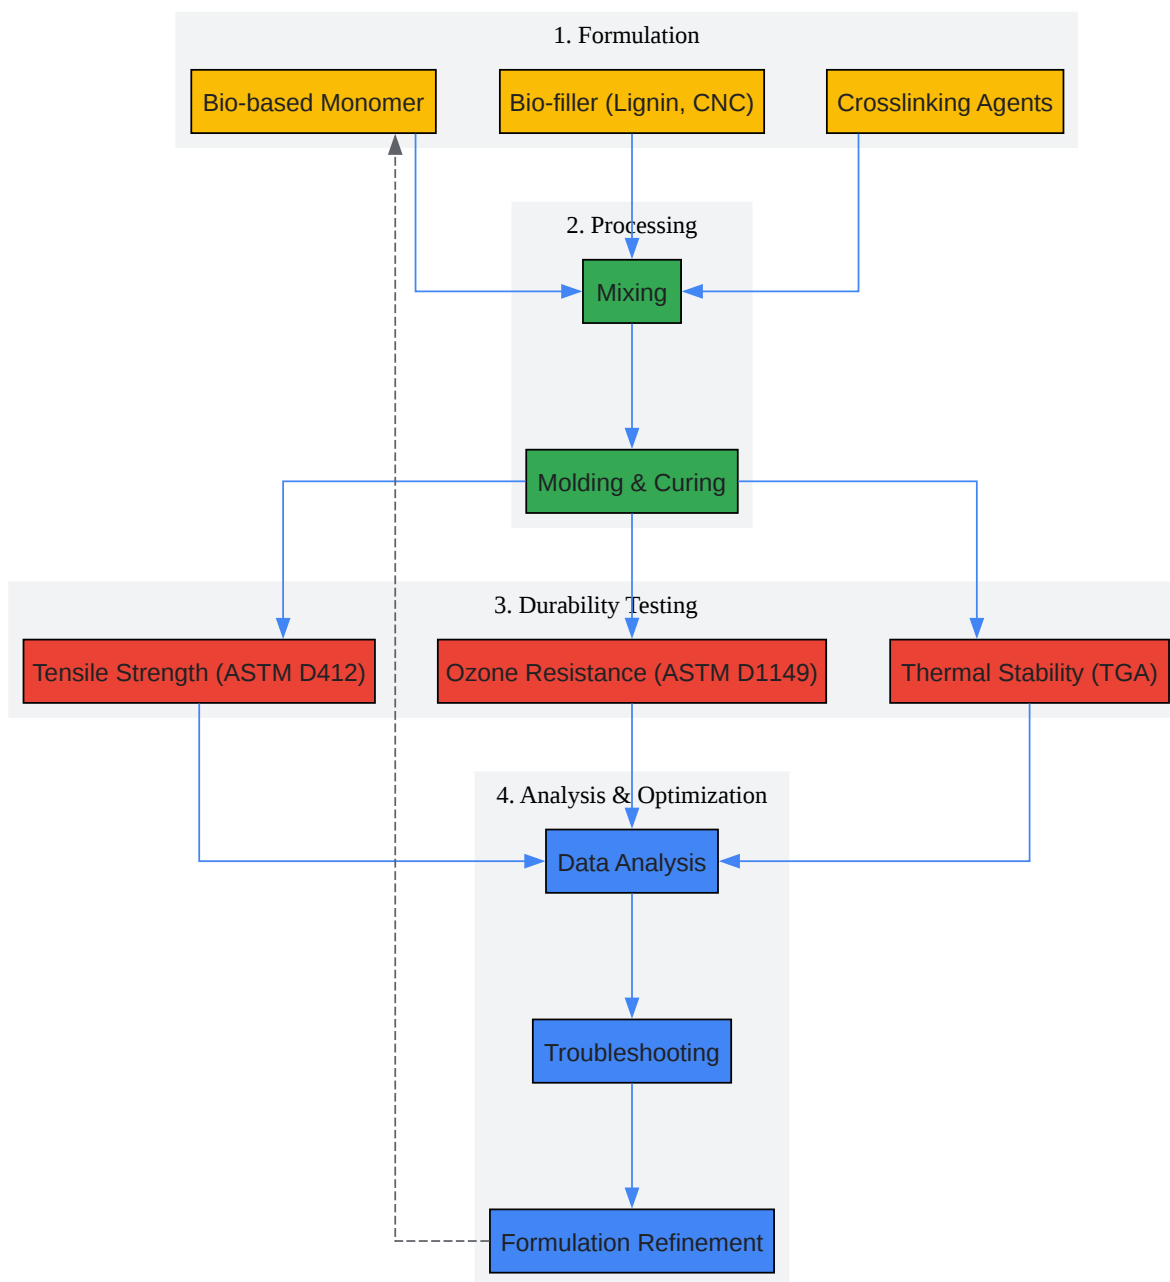 1. Formulation
Bio-based Monomer
Bio-filler (Lignin, CNC)
Crosslinking Agents
2. Processing
Mixing
Molding & Curing
3. Durability Testing
Tensile Strength (ASTM D412)
Ozone Resistance (ASTM D1149)
Thermal Stability (TGA)
4. Analysis & Optimization
Data Analysis
Troubleshooting
Formulation Refinement